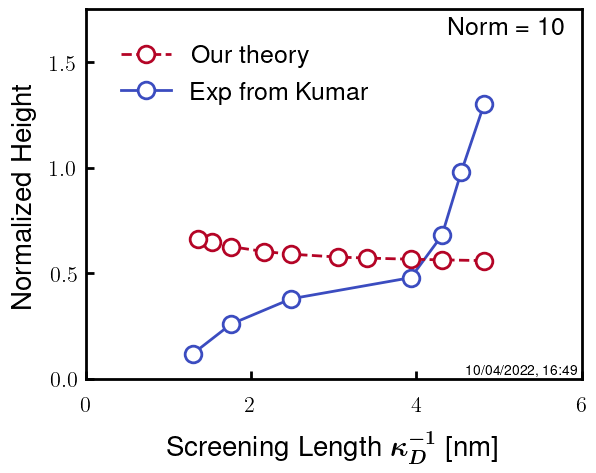 Norm = 10
Our theory
Exp from Kumar
Normalized Height
1.5
1.0
0.5
0.0
10/04/2022, 16:49
0 2 4 6
Screening Length κ_D^{-1} [nm]